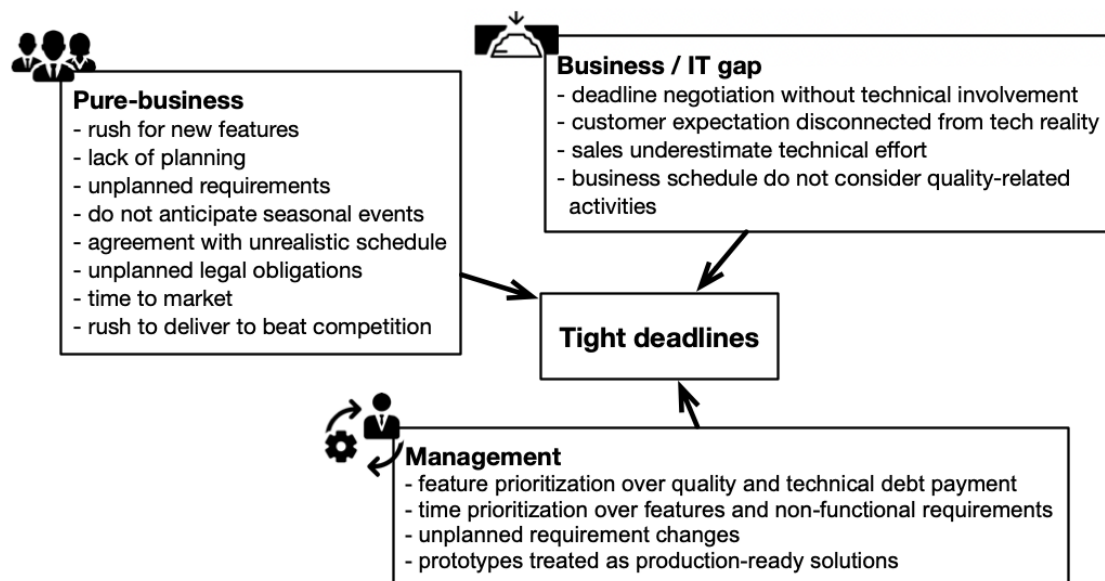 Pure-business
- rush for new features
- lack of planning
- unplanned requirements
- do not anticipate seasonal events
- agreement with unrealistic schedule
- unplanned legal obligations
- time to market
- rush to deliver to beat competition
Business / IT gap
- deadline negotiation without technical involvement
- customer expectation disconnected from tech reality
- sales underestimate technical effort
- business schedule do not consider quality-related
activities
Tight deadlines
Management
- feature prioritization over quality and technical debt payment
- time prioritization over features and non-functional requirements
- unplanned requirement changes
- prototypes treated as production-ready solutions